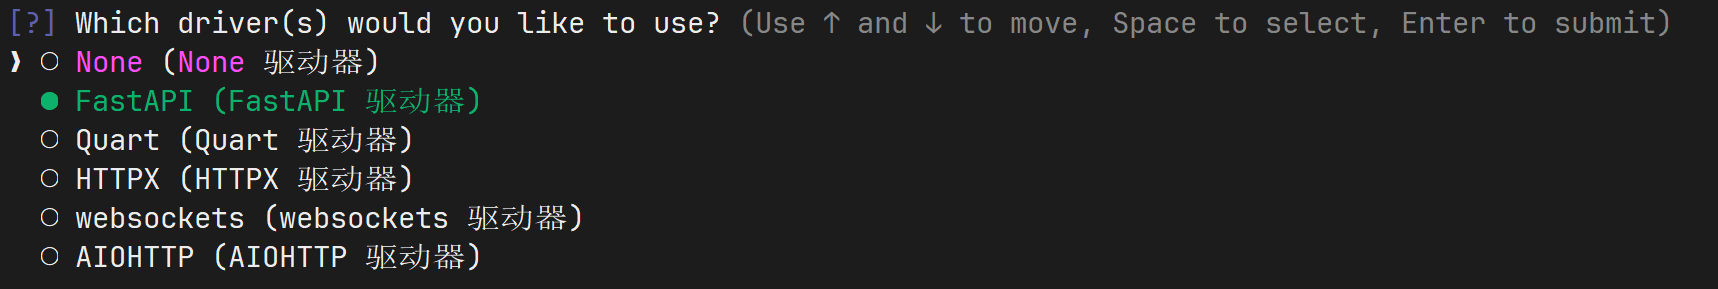 [?] Which driver(s) would you like to use? (Use ↑ and ↓ to move, Space to select, Enter to submit)
❱ ○ None (None 驱动器)
● FastAPI (FastAPI 驱动器)
○ Quart (Quart 驱动器)
○ HTTPX (HTTPX 驱动器)
○ websockets (websockets 驱动器)
○ AIOHTTP (AIOHTTP 驱动器)